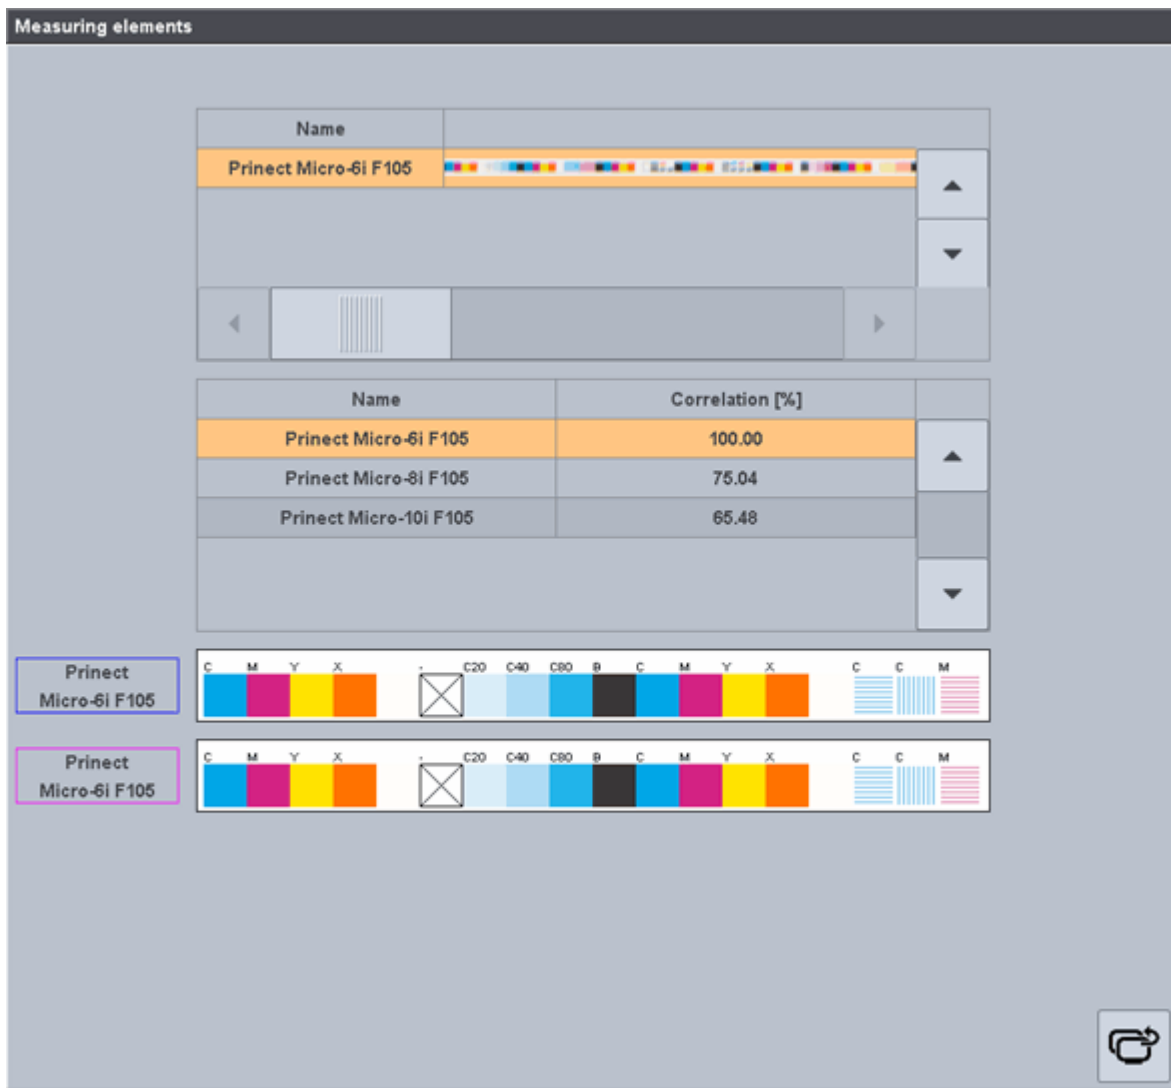 Measuring elements
Name
Prinect Micro-6i F105
Name Correlation [%]
Prinect Micro-6i F105 100.00
Prinect Micro-8i F105 75.04
Prinect Micro-10i F105 65.48
Prinect
Micro-6i F105
C M Y X - C20 C40 C80 B C M Y X C C M
Prinect
Micro-6i F105
C M Y X - C20 C40 C80 B C M Y X C C M